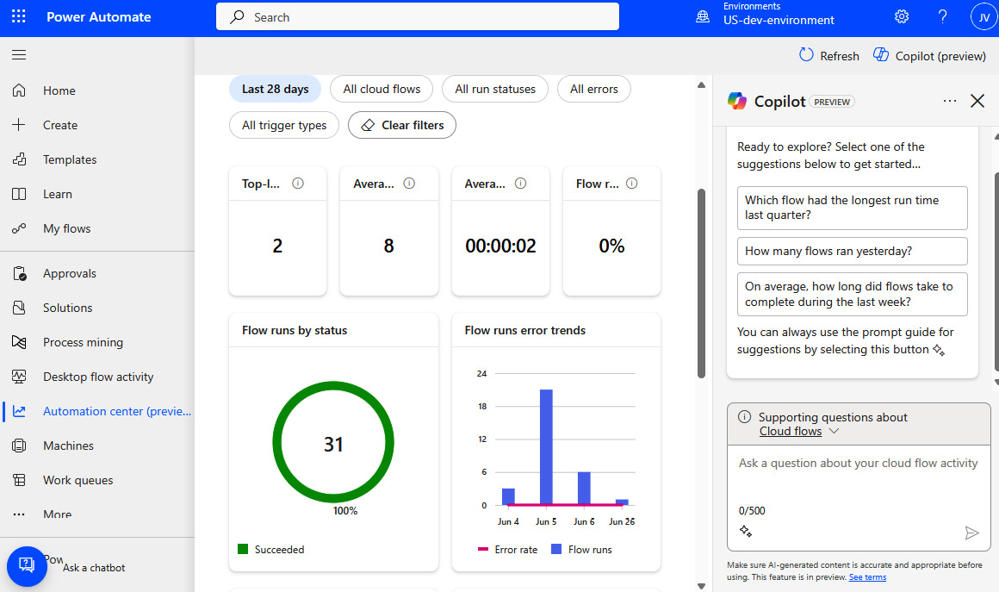 Power Automate
Search
Environments
US-dev-environment
JV
Refresh
Copilot (preview)
Home
Create
Templates
Learn
My flows
Approvals
Solutions
Process mining
Desktop flow activity
Automation center (previe...
Machines
Work queues
More
Pow
Ask a chatbot
Last 28 days
All cloud flows
All run statuses
All errors
All trigger types
Clear filters
Top-l...
Avera...
Avera...
Flow r...
2
8
00:00:02
0%
Flow runs by status
31
100%
Succeeded
Flow runs error trends
24
18
12
6
0
Jun 4 Jun 5 Jun 6 Jun 26
Error rate Flow runs
Copilot PREVIEW
Ready to explore? Select one of the
suggestions below to get started...
Which flow had the longest run time
last quarter?
How many flows ran yesterday?
On average, how long did flows take to
complete during the last week?
You can always use the prompt guide for
suggestions by selecting this button
Supporting questions about
Cloud flows
Ask a question about your cloud flow activity
0/500
Make sure AI-generated content is accurate and appropriate before
using. This feature is in preview. See terms